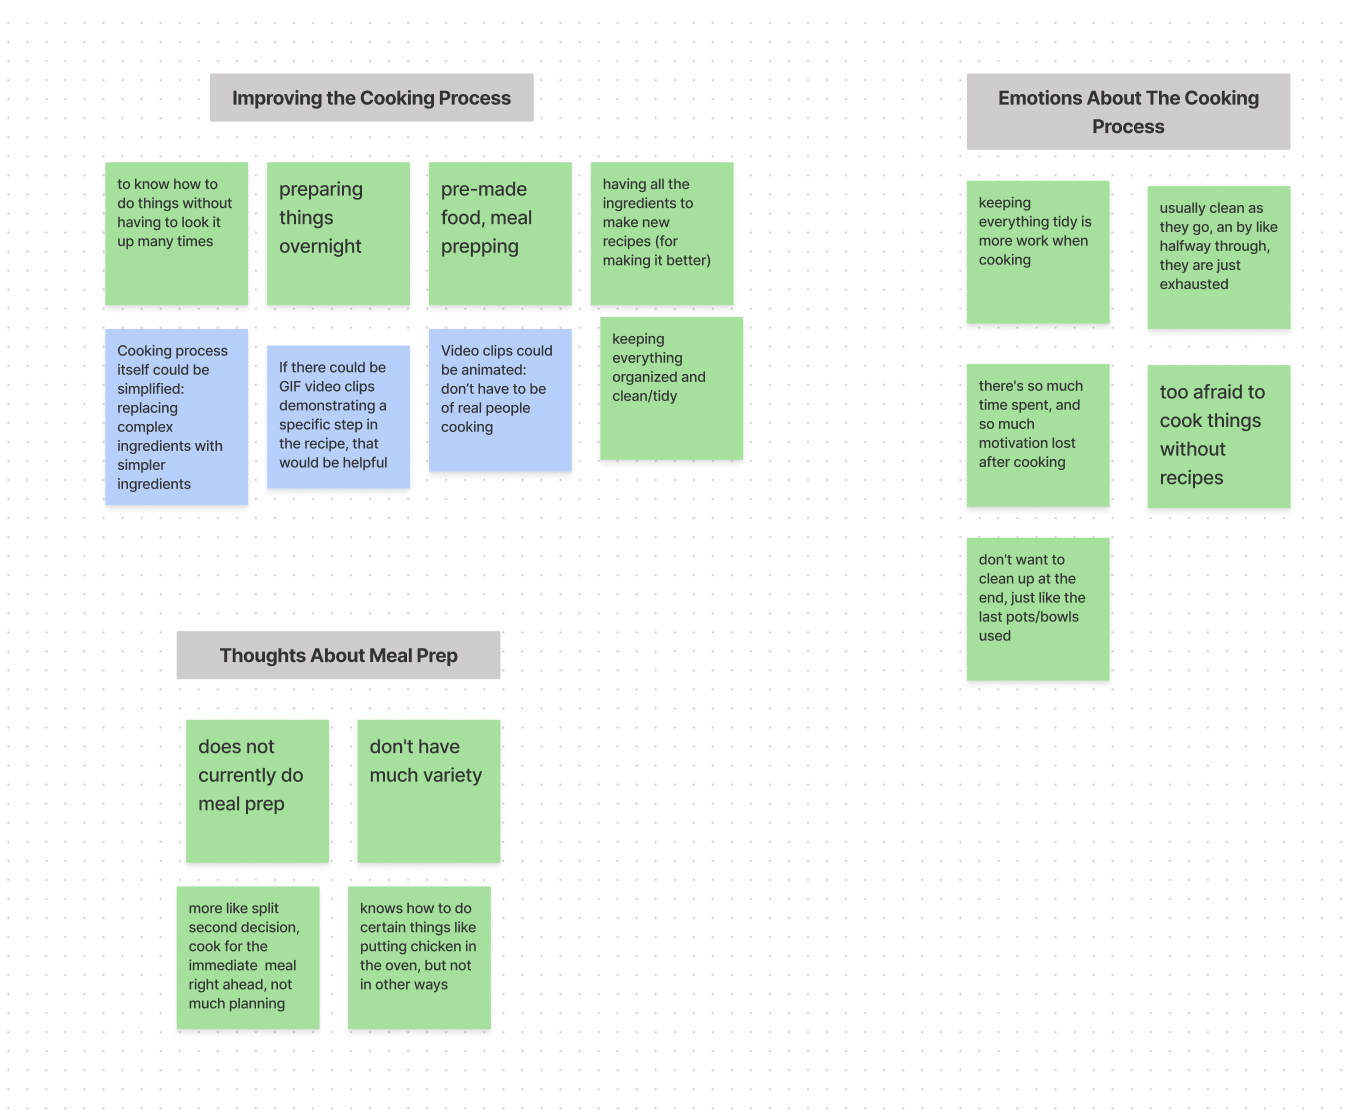 Improving the Cooking Process
to know how to
do things without
having to look it
up many times
preparing
things
overnight
pre-made
food, meal
prepping
having all the
ingredients to
make new
recipes (for
making it better)
Cooking process
itself could be
simplified:
replacing
complex
ingredients with
simpler
ingredients
If there could be
GIF video clips
demonstrating a
specific step in
the recipe, that
would be helpful
Video clips could
be animated:
don’t have to be
of real people
cooking
keeping
everything
organized and
clean/tidy
Emotions About The Cooking
Process
keeping
everything tidy is
more work when
cooking
usually clean as
they go, an by like
halfway through,
they are just
exhausted
there's so much
time spent, and
so much
motivation lost
after cooking
too afraid to
cook things
without
recipes
don't want to
clean up at the
end, just like the
last pots/bowls
used
Thoughts About Meal Prep
does not
currently do
meal prep
don't have
much variety
more like split
second decision,
cook for the
immediate  meal
right ahead, not
much planning
knows how to do
certain things like
putting chicken in
the oven, but not
in other ways